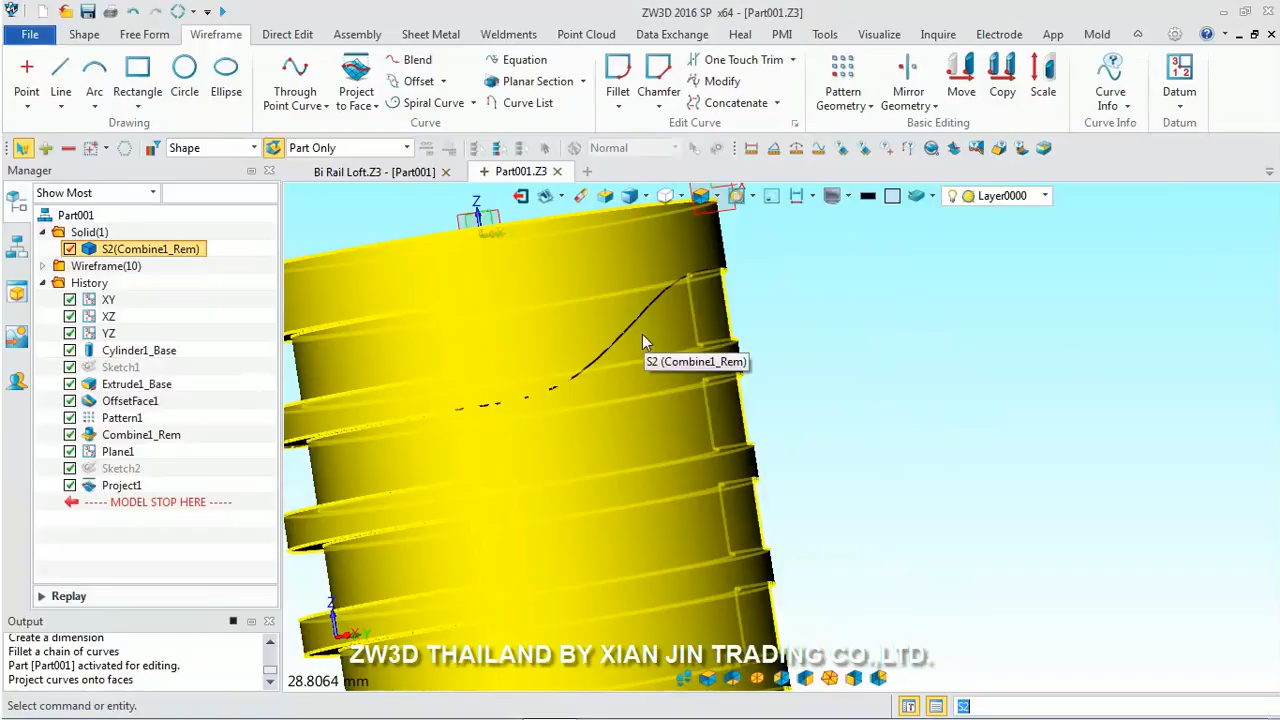 ZW3D 2016 SP  x64 - [Part001.Z3]
File Shape Free Form Wireframe Direct Edit Assembly Sheet Metal Weldments Point Cloud Data Exchange Heal PMI Tools Visualize Inquire Electrode App Mold
Point Line Arc Rectangle Circle Ellipse
Drawing
Through Point Curve
Project to Face
Blend
Offset
Spiral Curve
Equation
Planar Section
Curve List
Curve
Fillet Chamfer
One Touch Trim
Modify
Concatenate
Edit Curve
Pattern Geometry
Mirror Geometry
Move Copy Scale
Basic Editing
Curve Info
Curve Info
Datum
Datum
Shape Part Only Normal
Manager
Bi Rail Loft.Z3 - [Part001] Part001.Z3
Show Most
Layer0000
Part001
Solid(1)
S2(Combine1_Rem)
Wireframe(10)
History
XY
XZ
YZ
Cylinder1_Base
Sketch1
Extrude1_Base
OffsetFace1
Pattern1
Combine1_Rem
Plane1
Sketch2
Project1
----- MODEL STOP HERE -----
Replay
Z
S2 (Combine1_Rem)
Output
Create a dimension
Fillet a chain of curves
Part [Part001] activated for editing.
Project curves onto faces
Z
X Y
ZW3D THAILAND BY XIAN JIN TRADING CO.,LTD.
28.8064 mm
Select command or entity.
S2